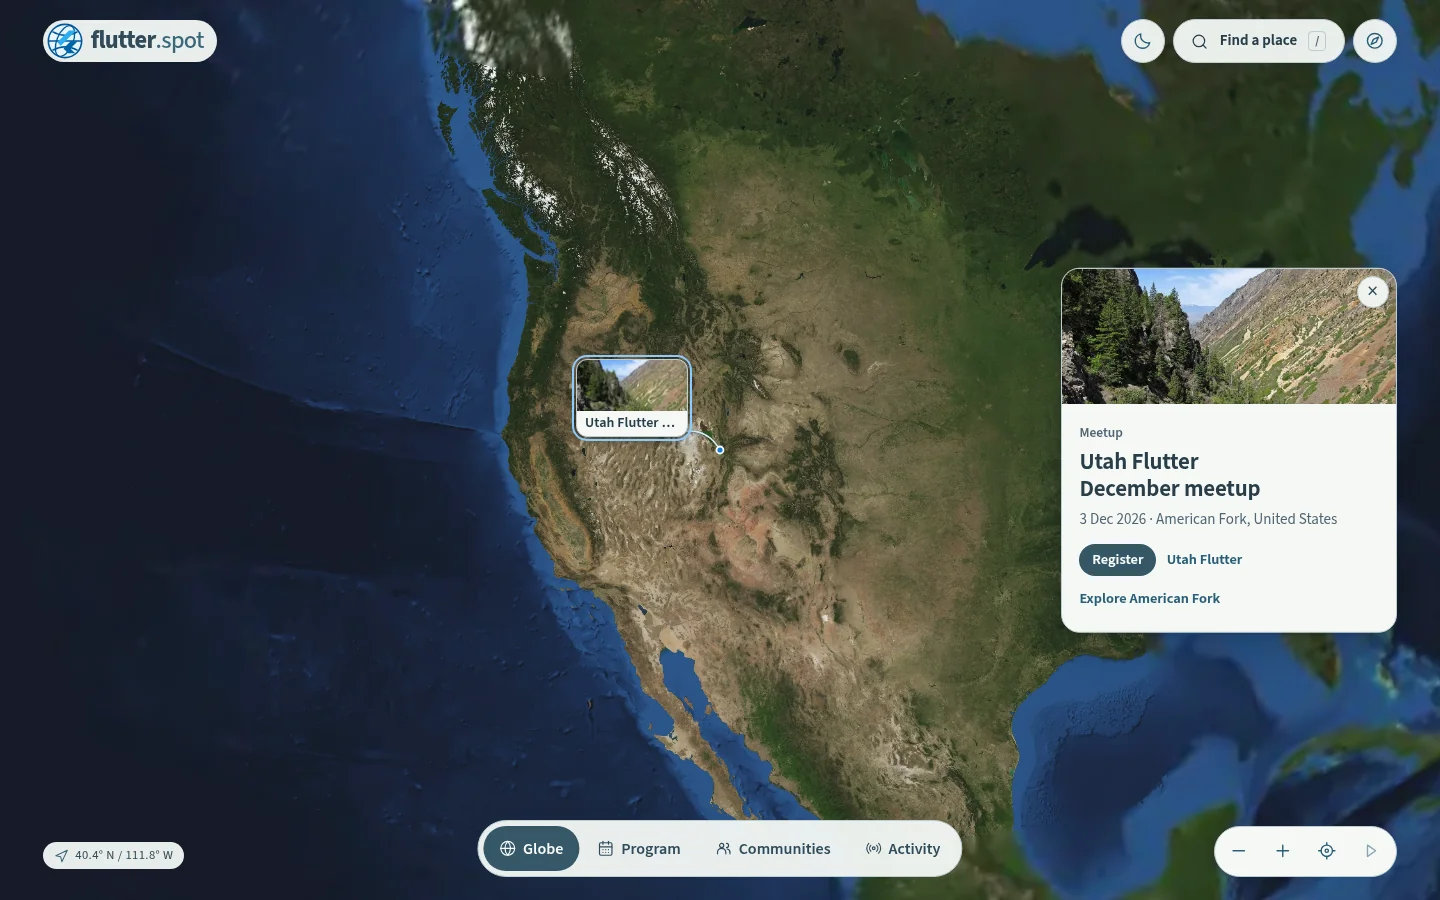 flutter.spot
Find a place /
Utah Flutter ...
Meetup
Utah Flutter
December meetup
3 Dec 2026 · American Fork, United States
Register Utah Flutter
Explore American Fork
40.4° N / 111.8° W
Globe Program Communities Activity